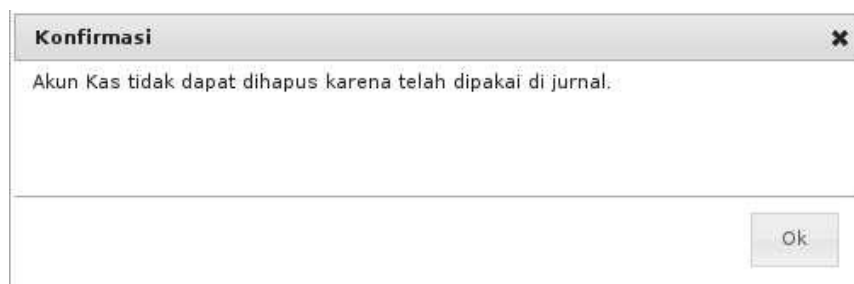 Konfirmasi
Akun Kas tidak dapat dihapus karena telah dipakai di jurnal.
Ok